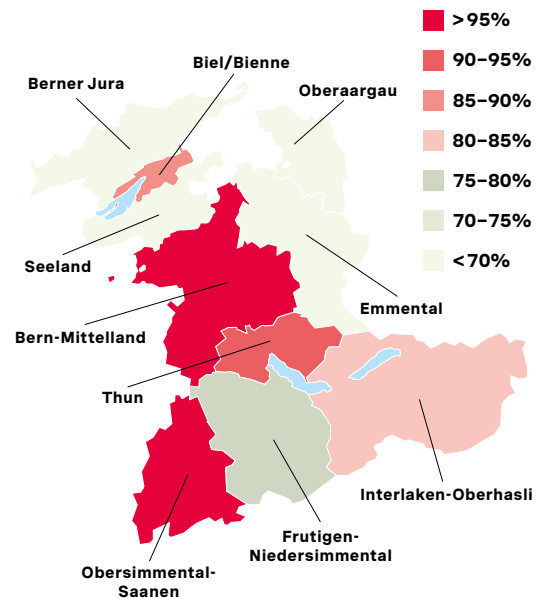 >95%
90–95%
85–90%
80–85%
75–80%
70–75%
<70%
Biel/Bienne
Berner Jura
Oberaargau
Seeland
Emmental
Bern-Mittelland
Thun
Interlaken-Oberhasli
Frutigen-
Niedersimmental
Obersimmental-
Saanen